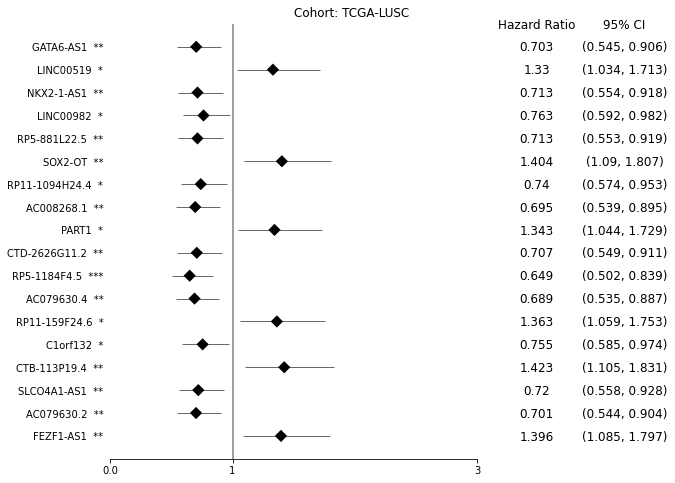 Cohort: TCGA-LUSC
Hazard Ratio 95% CI
GATA6-AS1 ** 0.703 (0.545, 0.906)
LINC00519 * 1.33 (1.034, 1.713)
NKX2-1-AS1 ** 0.713 (0.554, 0.918)
LINC00982 * 0.763 (0.592, 0.982)
RP5-881L22.5 ** 0.713 (0.553, 0.919)
SOX2-OT ** 1.404 (1.09, 1.807)
RP11-1094H24.4 * 0.74 (0.574, 0.953)
AC008268.1 ** 0.695 (0.539, 0.895)
PART1 * 1.343 (1.044, 1.729)
CTD-2626G11.2 ** 0.707 (0.549, 0.911)
RP5-1184F4.5 *** 0.649 (0.502, 0.839)
AC079630.4 ** 0.689 (0.535, 0.887)
RP11-159F24.6 * 1.363 (1.059, 1.753)
C1orf132 * 0.755 (0.585, 0.974)
CTB-113P19.4 ** 1.423 (1.105, 1.831)
SLCO4A1-AS1 ** 0.72 (0.558, 0.928)
AC079630.2 ** 0.701 (0.544, 0.904)
FEZF1-AS1 ** 1.396 (1.085, 1.797)
0.0 1 3